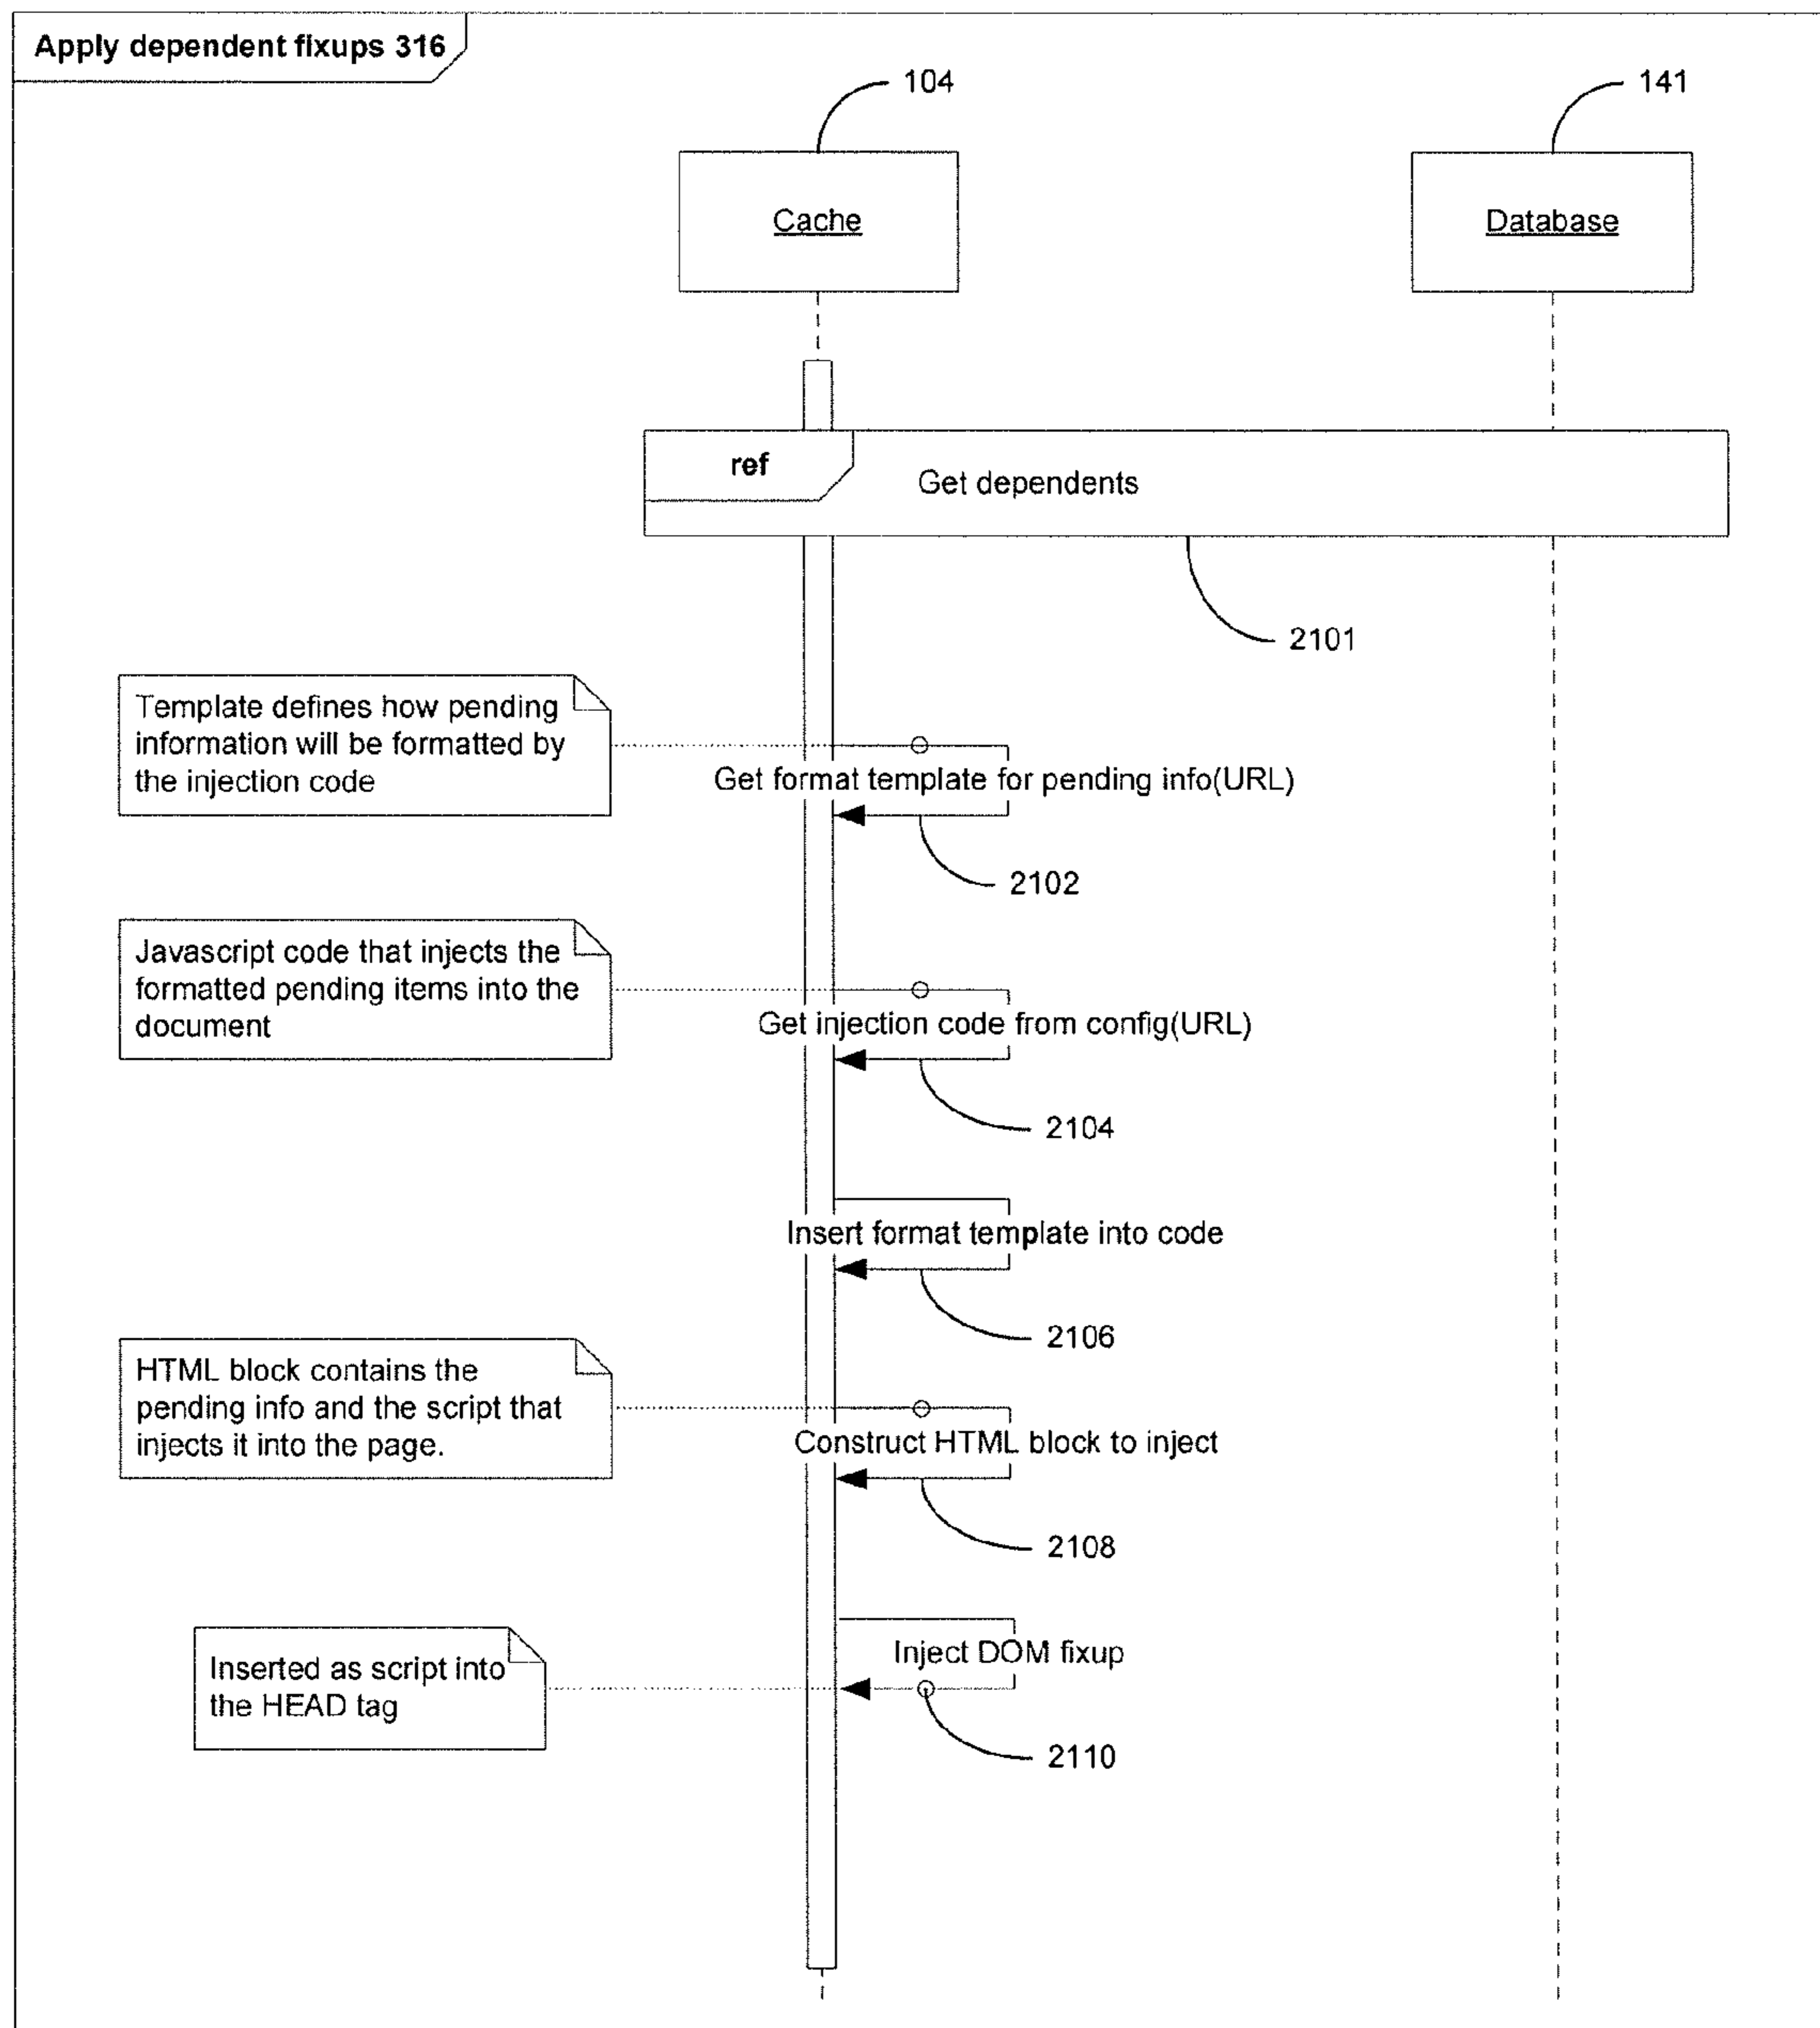 Apply dependent fixups 316
104
141
Cache
Database
ref
Get dependents
2101
Template defines how pending
information will be formatted by
the injection code
Get format template for pending info(URL)
2102
Javascript code that injects the
formatted pending items into the
document
Get injection code from config(URL)
2104
Insert format template into code
2106
HTML block contains the
pending info and the script that
injects it into the page.
Construct HTML block to inject
2108
Inject DOM fixup
Inserted as script into
the HEAD tag
2110